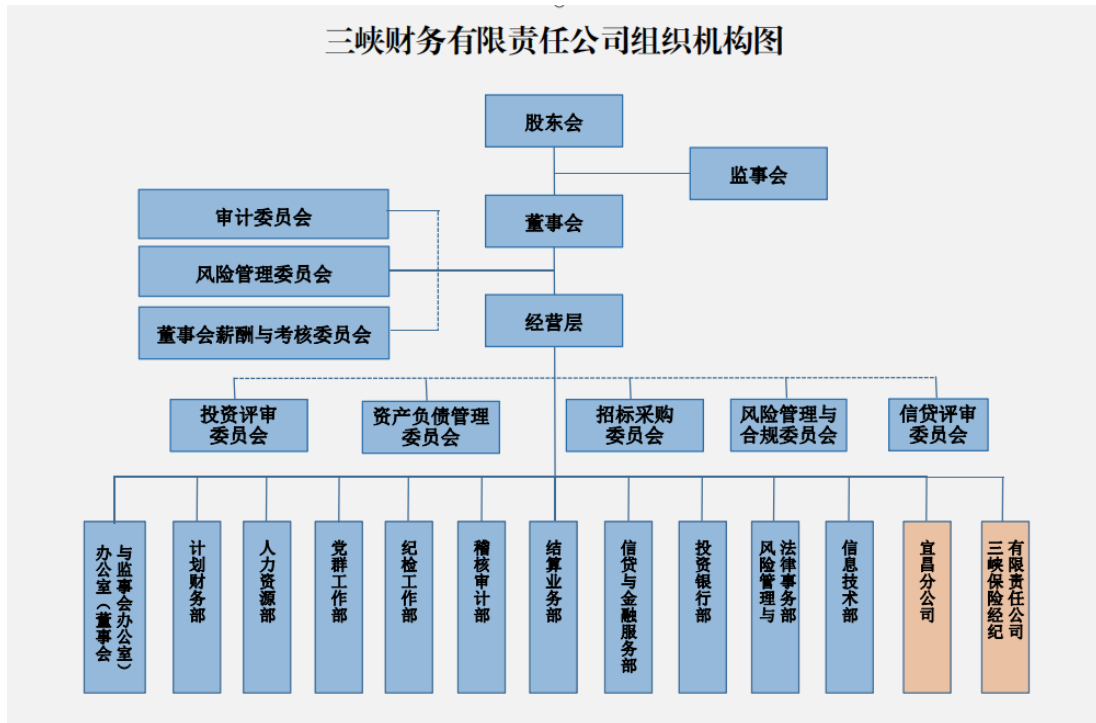 三峡财务有限责任公司组织机构图
股东会
监事会
董事会
审计委员会
风险管理委员会
董事会薪酬与考核委员会
经营层
投资评审
委员会
资产负债管理
委员会
招标采购
委员会
风险管理与
合规委员会
信贷评审
委员会
办公室（董事会
与监事会办公室）
计划财务部
人力资源部
党群工作部
纪检工作部
稽核审计部
结算业务部
信贷与金融服务部
投资银行部
风险管理与
法律事务部
信息技术部
宜昌分公司
三峡保险经纪
有限责任公司